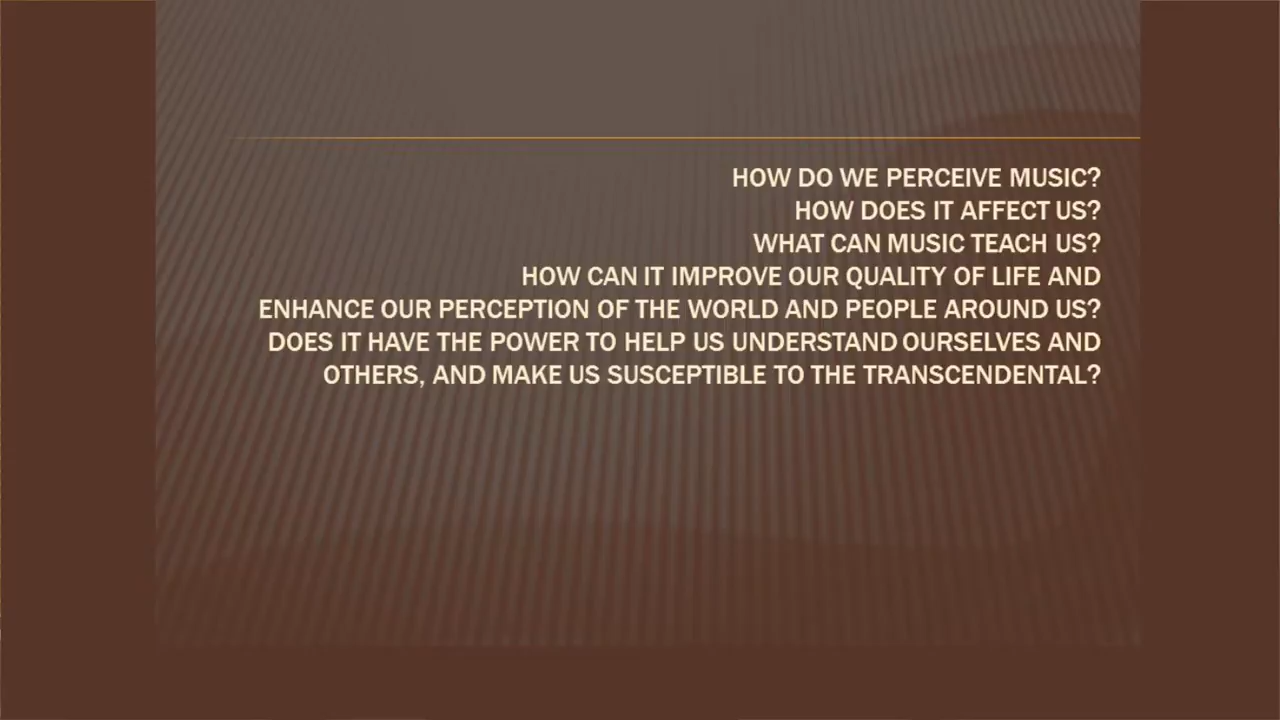 HOW DO WE PERCEIVE MUSIC?
HOW DOES IT AFFECT US?
WHAT CAN MUSIC TEACH US?
HOW CAN IT IMPROVE OUR QUALITY OF LIFE AND
ENHANCE OUR PERCEPTION OF THE WORLD AND PEOPLE AROUND US?
DOES IT HAVE THE POWER TO HELP US UNDERSTAND OURSELVES AND
OTHERS, AND MAKE US SUSCEPTIBLE TO THE TRANSCENDENTAL?